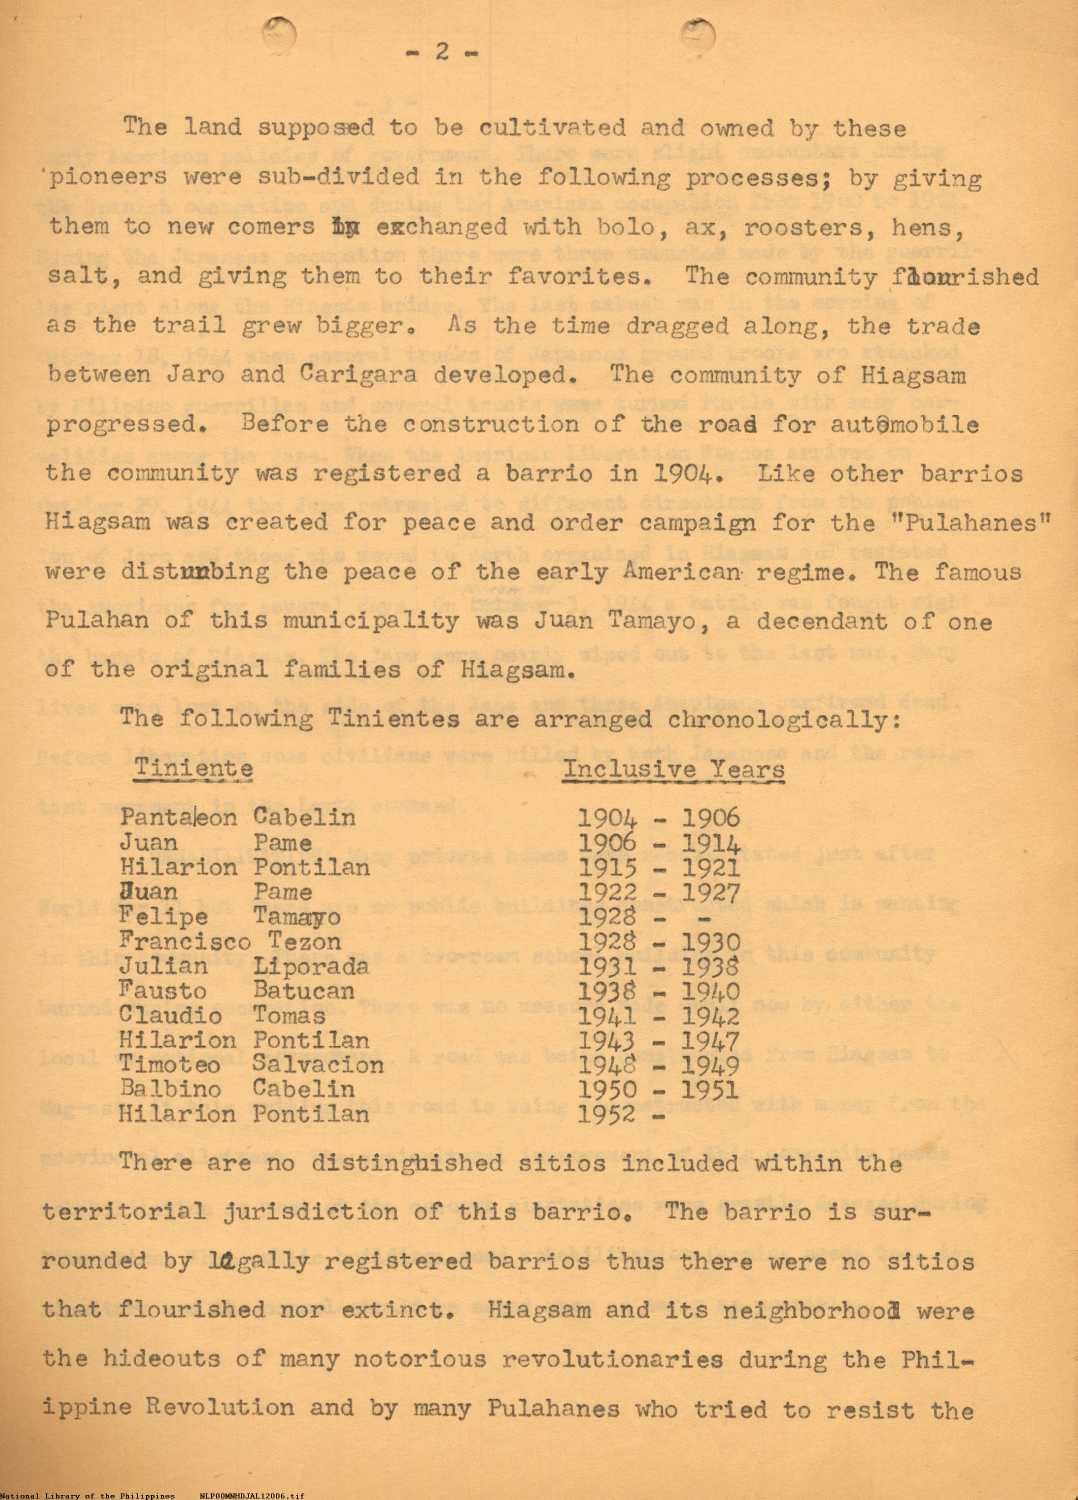 - 2 -
The land supposed to be cultivated and owned by these
pioneers were sub-divided in the following processes; by giving
them to new comers in exchanged with bolo, ax, roosters, hens,
salt, and giving them to their favorites. The community flourished
as the trail grew bigger. As the time dragged along, the trade
between Jaro and Carigara developed. The community of Hiagsam
progressed. Before the construction of the road for automobile
the community was registered a barrio in 1904. Like other barrios
Hiagsam was created for peace and order campaign for the "Pulahanes"
were distunbing the peace of the early American regime. The famous
Pulahan of this municipality was Juan Tamayo, a decendant of one
of the original families of Hiagsam.
The following Tinientes are arranged chronologically:
Tiniente Inclusive Years
Pantaleon Cabelin 1904 - 1906
Juan Pame 1906 - 1914
Hilarion Pontilan 1915 - 1921
Juan Pame 1922 - 1927
Felipe Tamayo 1928 - -
Francisco Tezon 1928 - 1930
Julian Liporada 1931 - 1938
Fausto Batucan 1938 - 1940
Claudio Tomas 1941 - 1942
Hilarion Pontilan 1943 - 1947
Timoteo Salvacion 1948 - 1949
Balbino Cabelin 1950 - 1951
Hilarion Pontilan 1952 -
There are no distinghished sitios included within the
territorial jurisdiction of this barrio. The barrio is sur-
rounded by legally registered barrios thus there were no sitios
that flourished nor extinct. Hiagsam and its neighborhood were
the hideouts of many notorious revolutionaries during the Phil-
ippine Revolution and by many Pulahanes who tried to resist the
National Library of the Philippines NLPO0MNHDJAL12006.tif